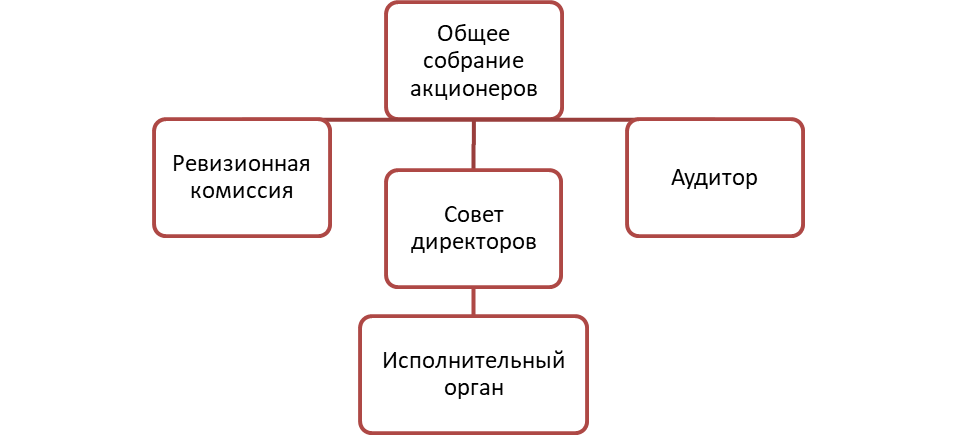 Общее
собрание
акционеров
Ревизионная
комиссия
Совет
директоров
Аудитор
Исполнительный
орган